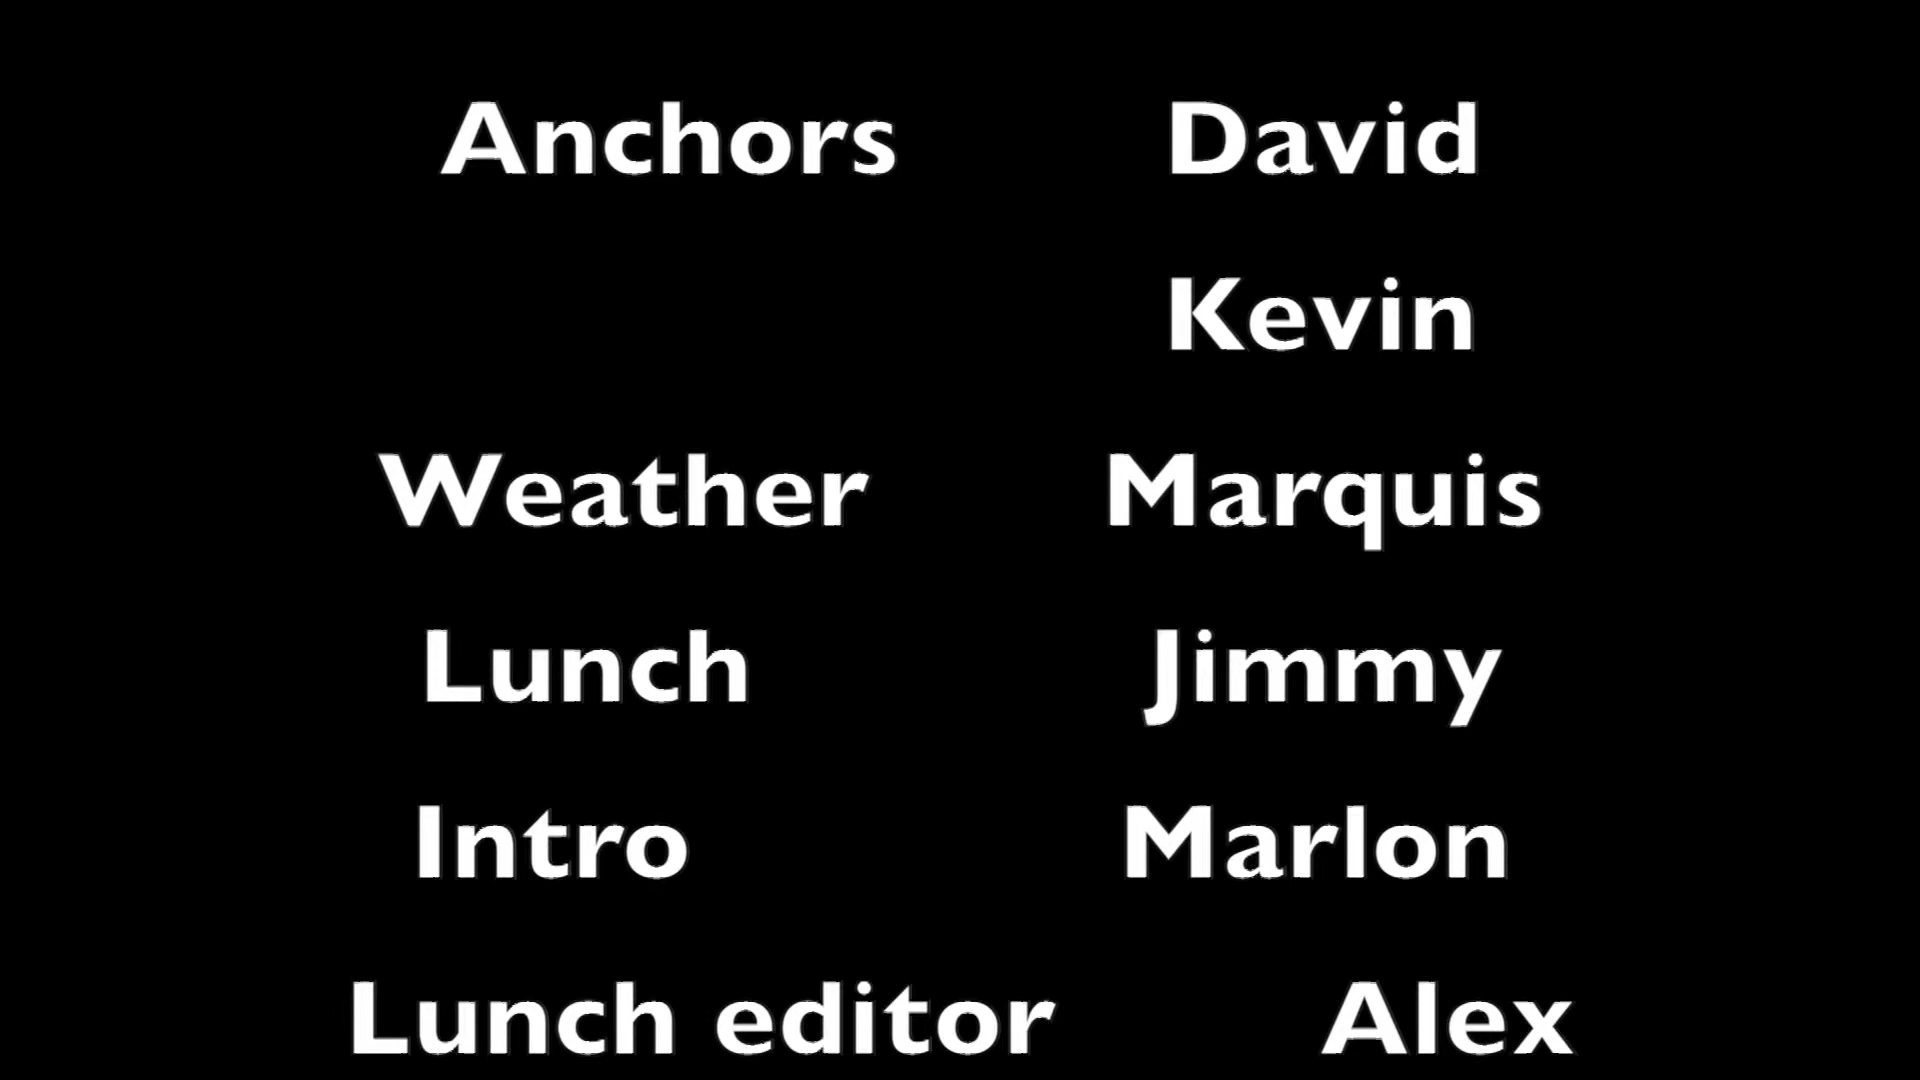 Anchors David
Kevin
Weather Marquis
Lunch Jimmy
Intro Marlon
Lunch editor Alex